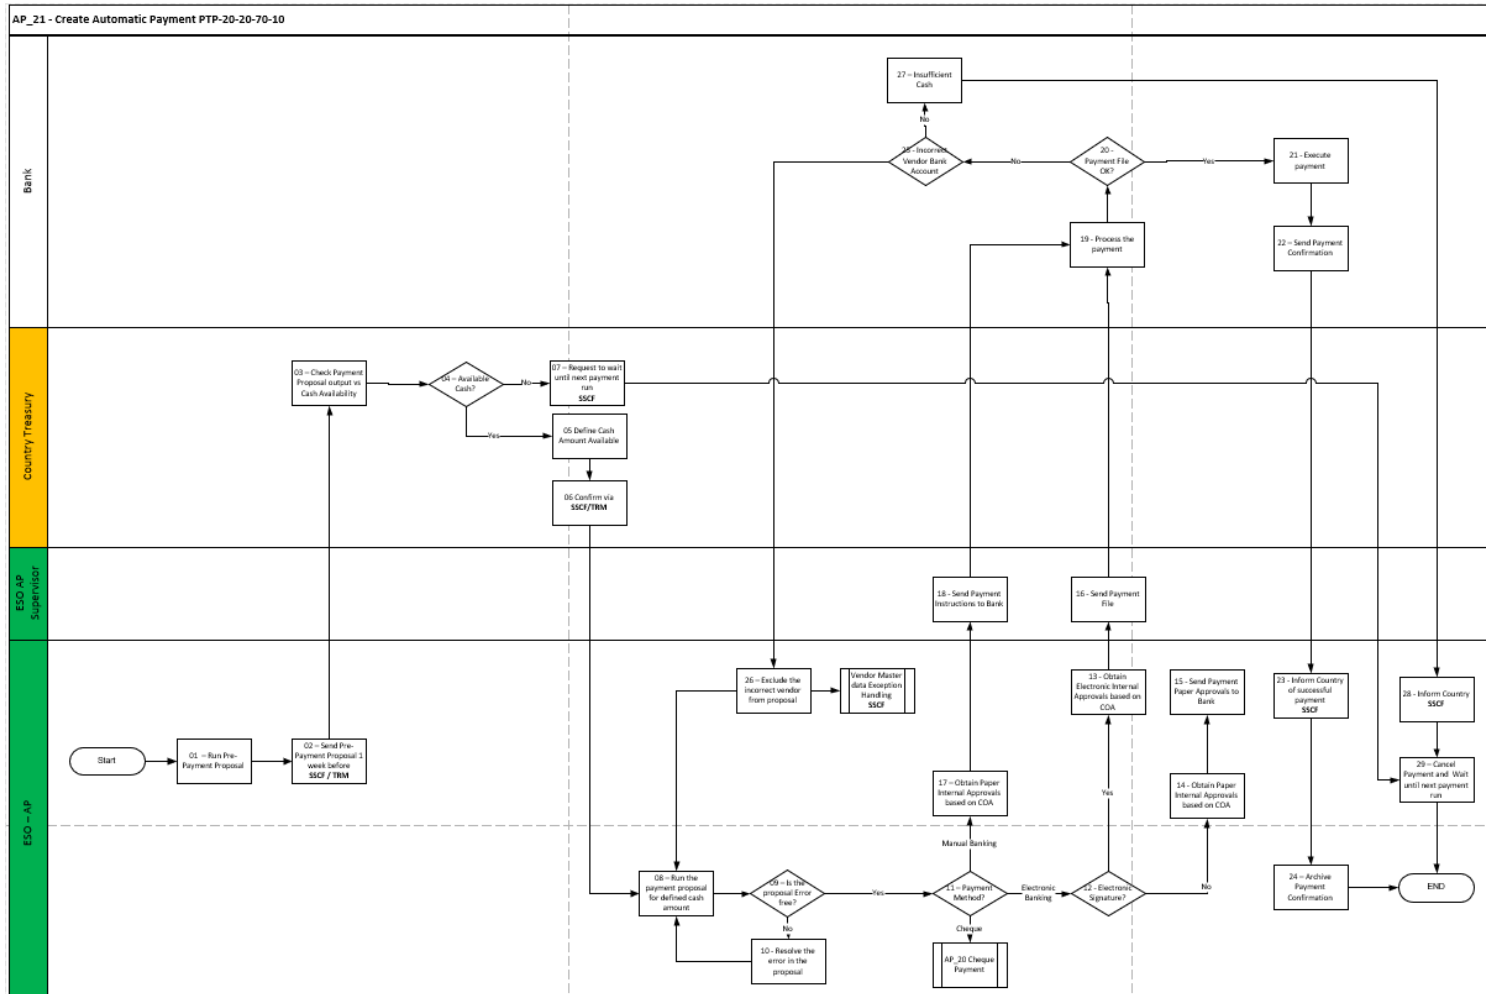 AP_21 - Create Automatic Payment PTP-20-20-70-10
Bank
27 – Insufficient
Cash
No
25 - Incorrect
Vendor Bank
Account
No
20 -
Payment File
OK?
Yes
21 - Execute
payment
19 - Process the
payment
22 – Send Payment
Confirmation
Country Treasury
03 – Check Payment
Proposal output vs
Cash Availability
04 – Available
Cash?
No
07 – Request to wait
until next payment
run
SSCF
Yes
05 Define Cash
Amount Available
06 Confirm via
SSCF/TRM
ESO AP
Supervisor
18 - Send Payment
Instructions to Bank
16 - Send Payment
File
ESO – AP
26 – Exclude the
incorrect vendor
from proposal
Vendor Master
data Exception
Handling
SSCF
13 - Obtain
Electronic Internal
Approvals based on
COA
15 - Send Payment
Paper Approvals to
Bank
23 - Inform Country
of successful
payment
SSCF
28 - Inform Country
SSCF
Start
01 – Run Pre-
Payment Proposal
02 – Send Pre-
Payment Proposal 1
week before
SSCF / TRM
17 – Obtain Paper
Internal Approvals
based on COA
Yes
14 - Obtain Paper
Internal Approvals
based on COA
29 – Cancel
Payment and Wait
until next payment
run
Manual Banking
08 – Run the
payment proposal
for defined cash
amount
09 – Is the
proposal Error
free?
Yes
11 – Payment
Method?
Electronic
Banking
12 - Electronic
Signature?
No
24 – Archive
Payment
Confirmation
END
No
Cheque
10 - Resolve the
error in the
proposal
AP_20 Cheque
Payment